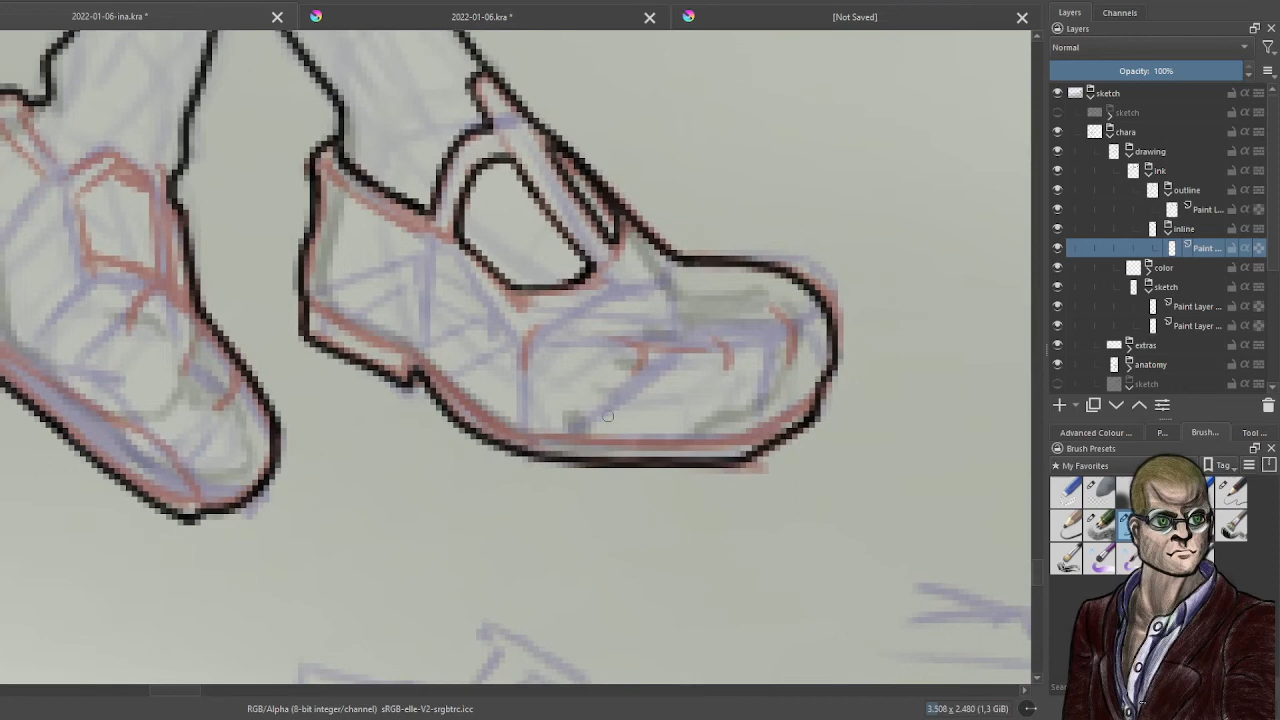 2022-01-06-ina.kra *
2022-01-06.kra *
[Not Saved]
Layers
Channels
Layers
Normal
Opacity: 100%
sketch
sketch
chara
drawing
ink
outline
Paint L...
inline
Paint ...
color
sketch
Paint Layer ...
Paint Layer ...
extras
anatomy
sketch
Advanced Colour ...
P...
Brush...
Tool ...
Brush Presets
★ My Favorites
Tag
RGB/Alpha (8-bit integer/channel) sRGB-elle-V2-srgbtrc.icc
3.508 x 2.480 (1,3 GiB)